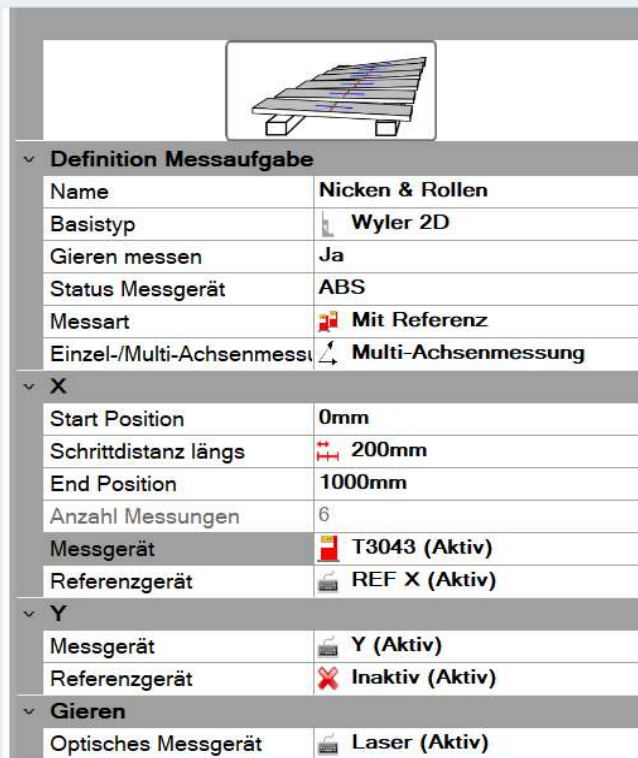 Definition Messaufgabe
Name Nicken & Rollen
Basistyp Wyler 2D
Gieren messen Ja
Status Messgerät ABS
Messart Mit Referenz
Einzel-/Multi-Achsenmessu Multi-Achsenmessung
X
Start Position 0mm
Schrittdistanz längs 200mm
End Position 1000mm
Anzahl Messungen 6
Messgerät T3043 (Aktiv)
Referenzgerät REF X (Aktiv)
Y
Messgerät Y (Aktiv)
Referenzgerät Inaktiv (Aktiv)
Gieren
Optisches Messgerät Laser (Aktiv)